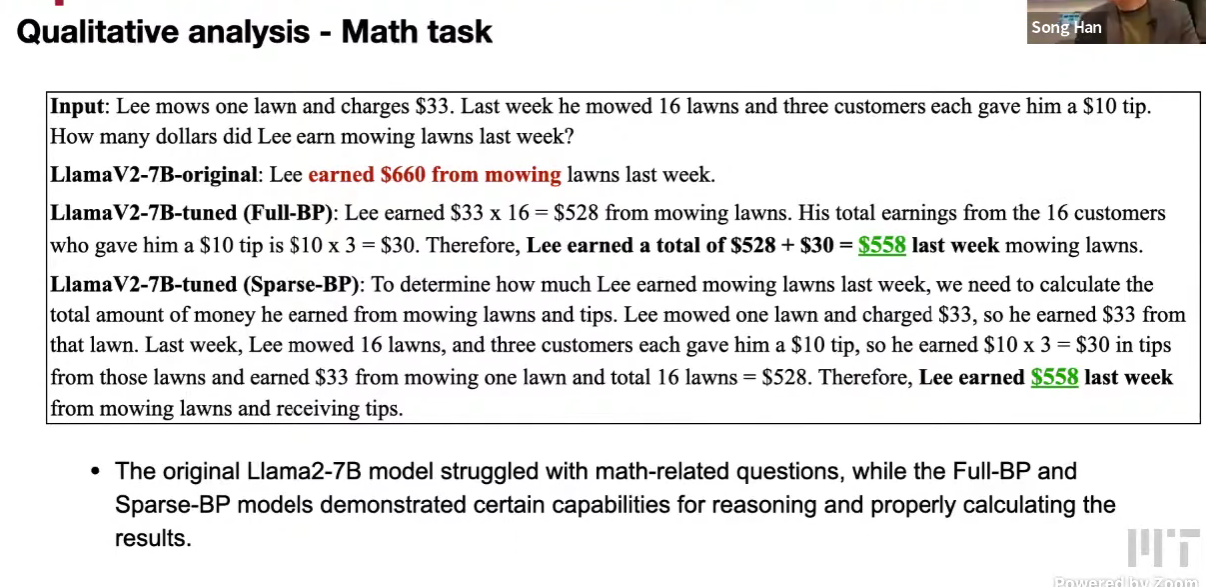 Qualitative analysis - Math task
Song Han
Input: Lee mows one lawn and charges $33. Last week he mowed 16 lawns and three customers each gave him a $10 tip.
How many dollars did Lee earn mowing lawns last week?
LlamaV2-7B-original: Lee earned $660 from mowing lawns last week.
LlamaV2-7B-tuned (Full-BP): Lee earned $33 x 16 = $528 from mowing lawns. His total earnings from the 16 customers
who gave him a $10 tip is $10 x 3 = $30. Therefore, Lee earned a total of $528 + $30 = $558 last week mowing lawns.
LlamaV2-7B-tuned (Sparse-BP): To determine how much Lee earned mowing lawns last week, we need to calculate the
total amount of money he earned from mowing lawns and tips. Lee mowed one lawn and charged $33, so he earned $33 from
that lawn. Last week, Lee mowed 16 lawns, and three customers each gave him a $10 tip, so he earned $10 x 3 = $30 in tips
from those lawns and earned $33 from mowing one lawn and total 16 lawns = $528. Therefore, Lee earned $558 last week
from mowing lawns and receiving tips.
• The original Llama2-7B model struggled with math-related questions, while the Full-BP and
Sparse-BP models demonstrated certain capabilities for reasoning and properly calculating the
results.
MIT
Powered by Zoom